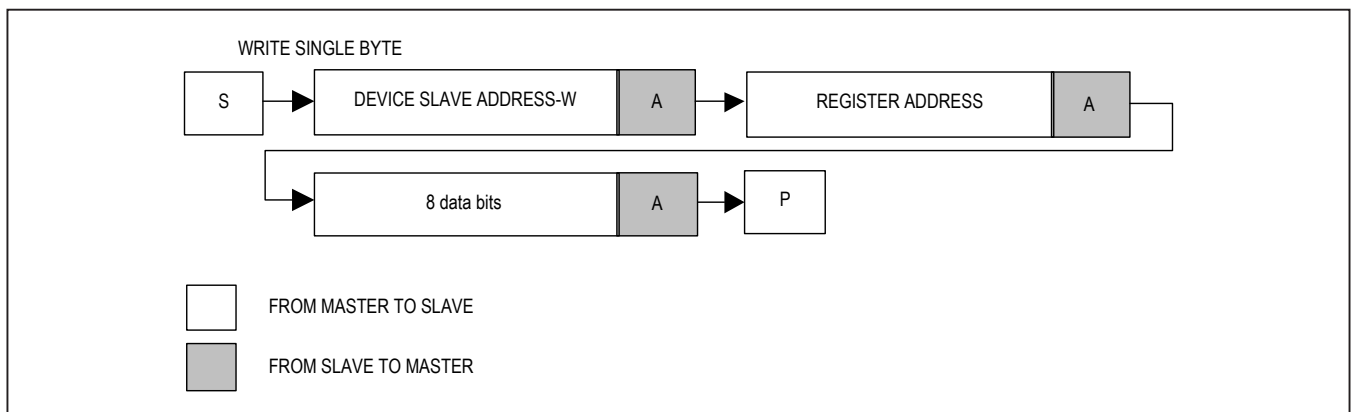 WRITE SINGLE BYTE
S DEVICE SLAVE ADDRESS-W A REGISTER ADDRESS A
8 data bits A P
FROM MASTER TO SLAVE
FROM SLAVE TO MASTER